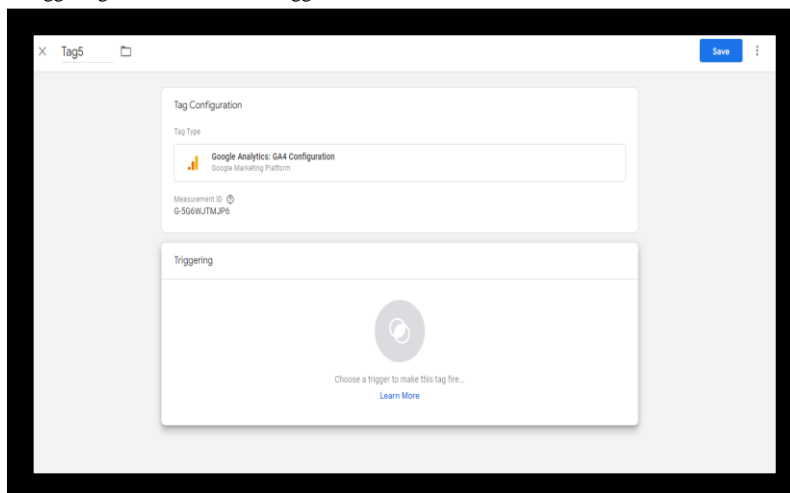 Tag5
Save
Tag Configuration
Tag Type
Google Analytics: GA4 Configuration
Google Marketing Platform
Measurement ID
G-5G6WJTMJP6
Triggering
Choose a trigger to make this tag fire...
Learn More